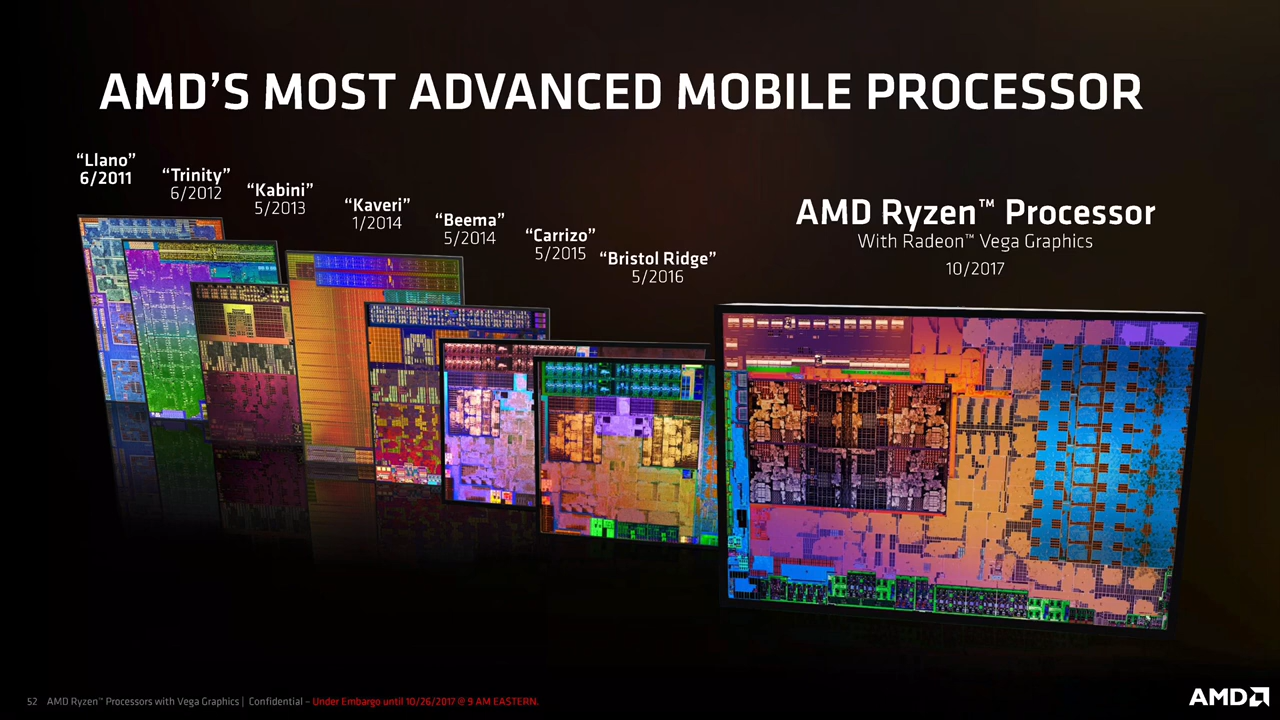 AMD’S MOST ADVANCED MOBILE PROCESSOR
“Llano”
6/2011
“Trinity”
6/2012
“Kabini”
5/2013
“Kaveri”
1/2014
“Beema”
5/2014
“Carrizo”
5/2015
“Bristol Ridge”
5/2016
AMD Ryzen™ Processor
With Radeon™ Vega Graphics
10/2017
52 AMD Ryzen™ Processors with Vega Graphics | Confidential – Under Embargo until 10/26/2017 @ 9 AM EASTERN.
AMD